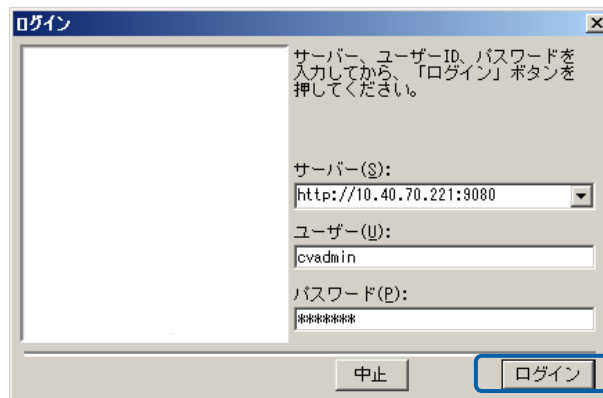 ログイン
サーバー、ユーザーID、パスワードを
入力してから、「ログイン」ボタンを
押してください。
サーバー(S):
http://10.40.70.221:9080
ユーザー(U):
cvadmin
パスワード(P):
*******
中止
ログイン